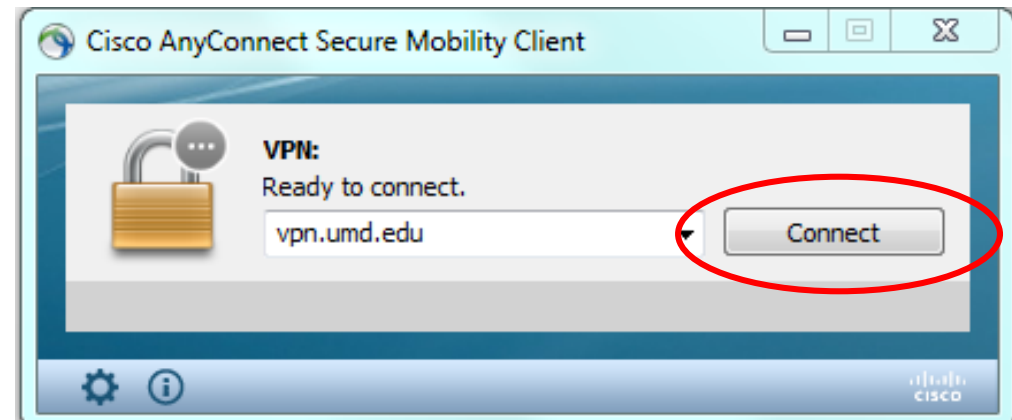 Cisco AnyConnect Secure Mobility Client
VPN:
Ready to connect.
vpn.umd.edu
Connect
CISCO